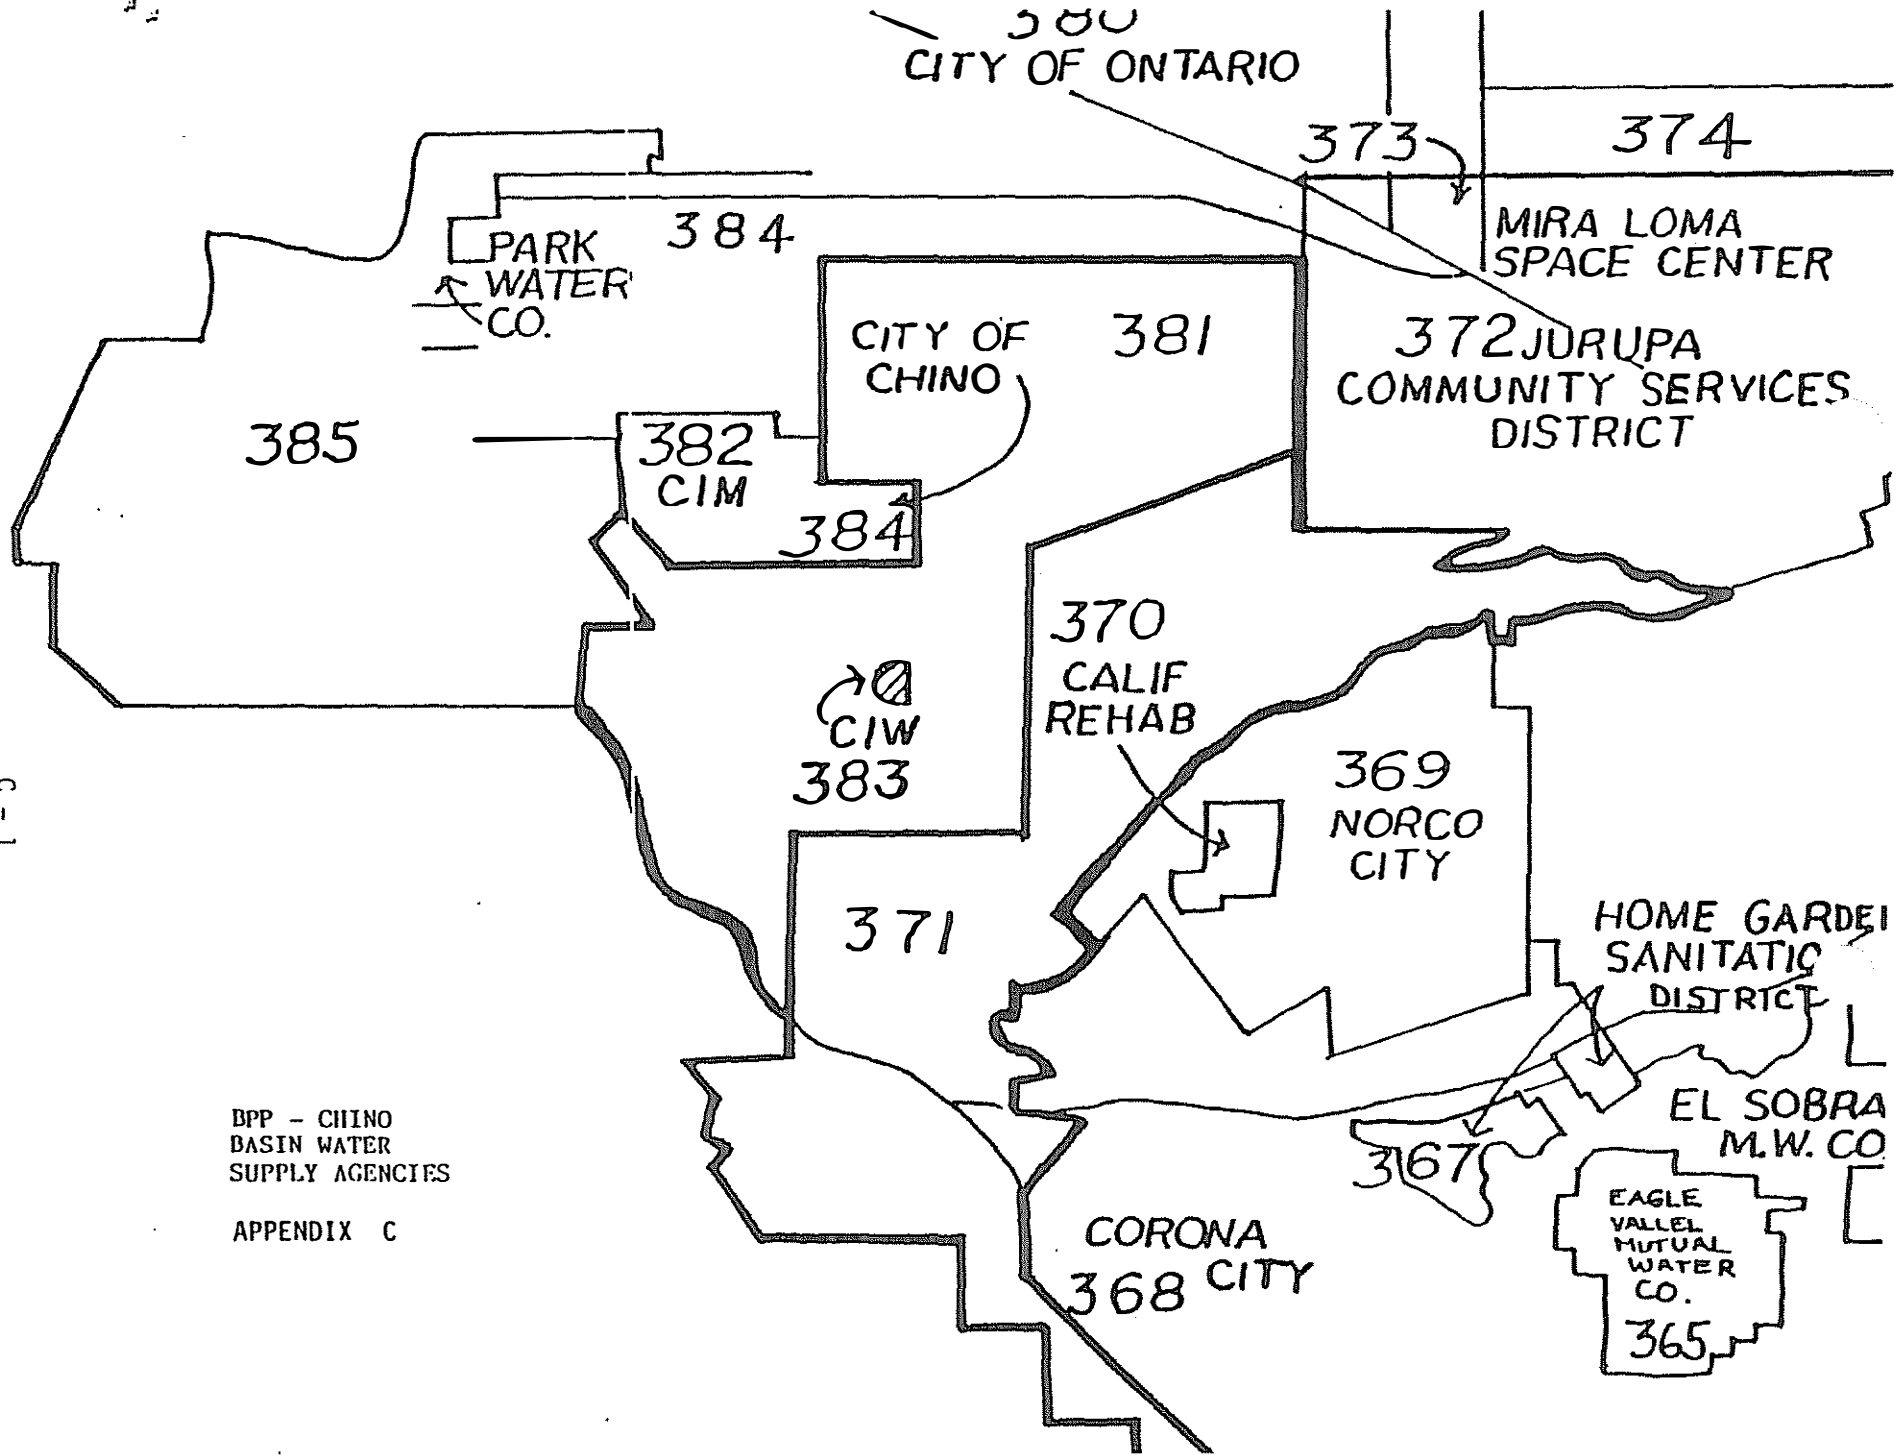 380
CITY OF ONTARIO
373
374
MIRA LOMA
SPACE CENTER
384
PARK
WATER
CO.
CITY OF
CHINO
381
372 JURUPA
COMMUNITY SERVICES
DISTRICT
385
382
CIM
384
370
CALIF
REHAB
CIW
383
369
NORCO
CITY
371
HOME GARDE
SANITATIO
DISTRICT
C-1
EL SOBRA
M.W. CO
367
BPP - CHINO
BASIN WATER
SUPPLY AGENCIES
APPENDIX C
CORONA
CITY
368
EAGLE
VALLEL
MUTUAL
WATER
CO.
365